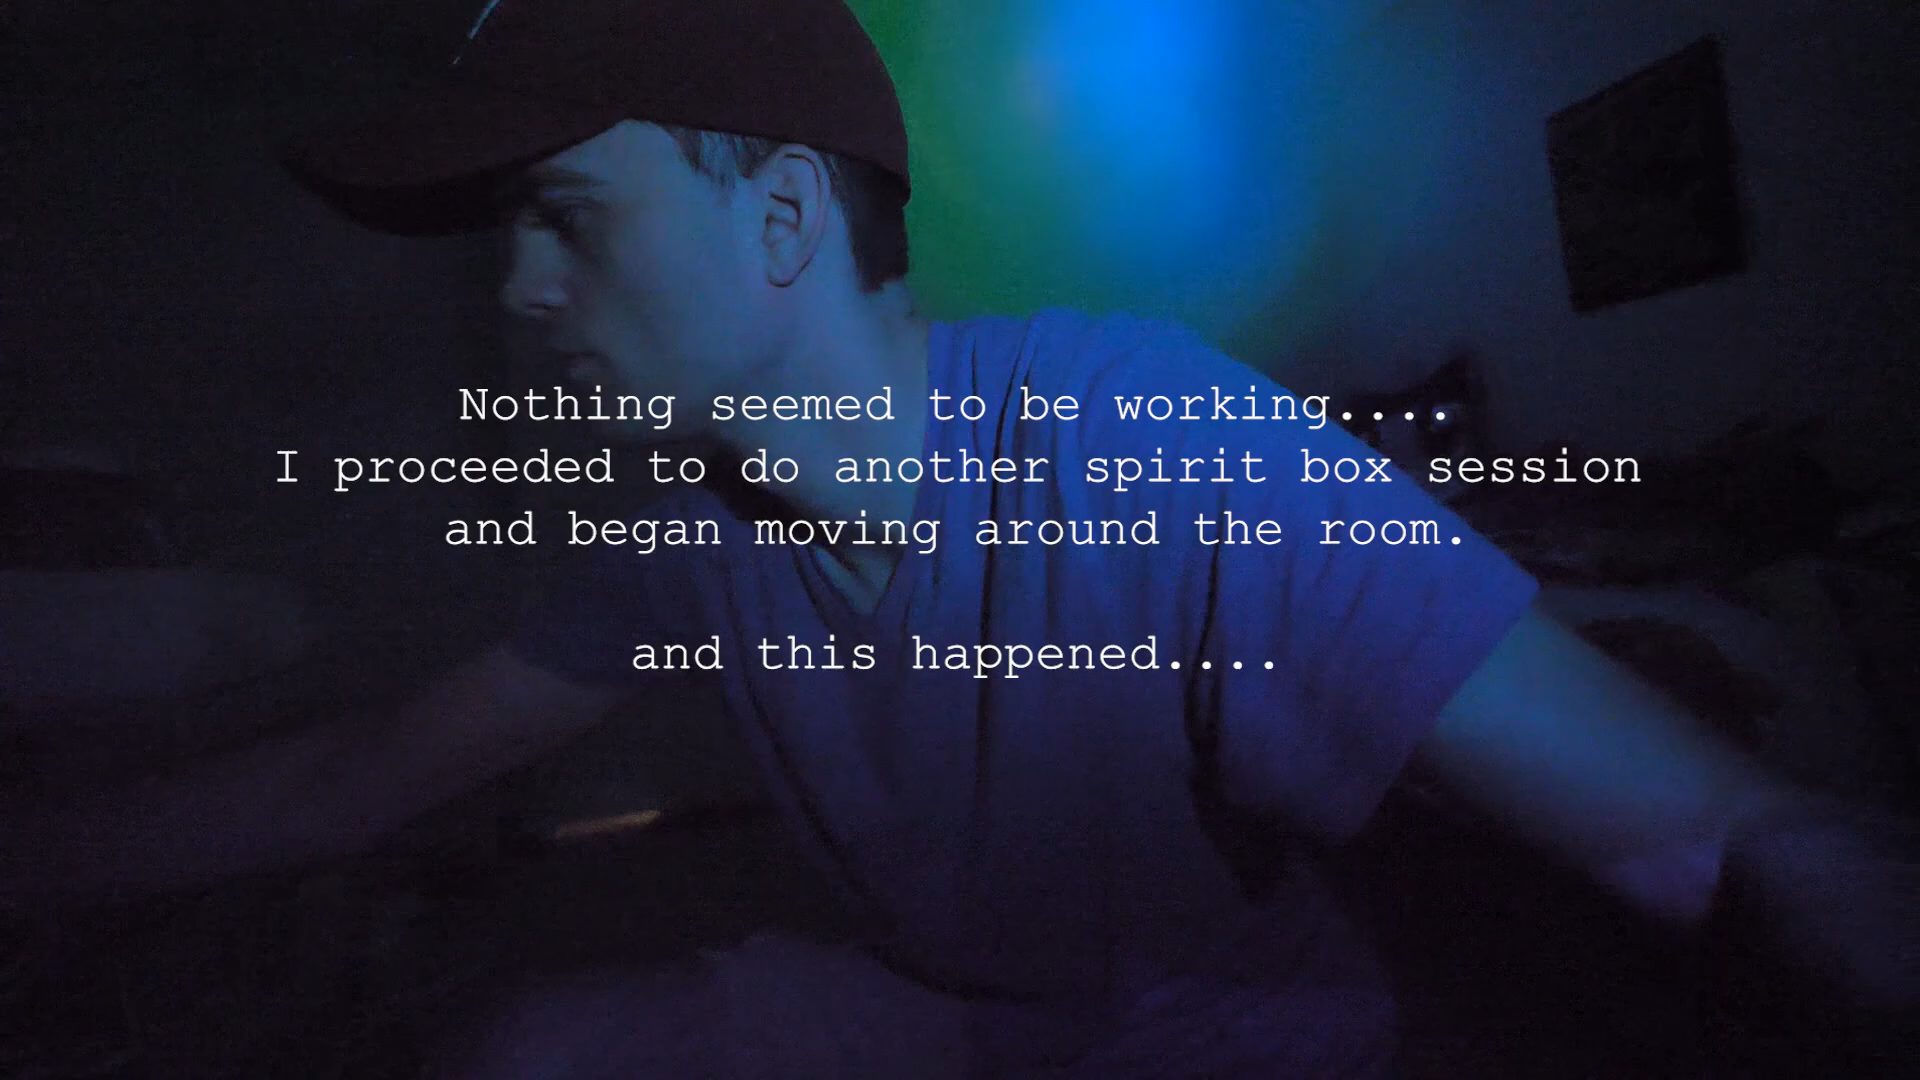 Nothing seemed to be working....
I proceeded to do another spirit box session
and began moving around the room.
and this happened....